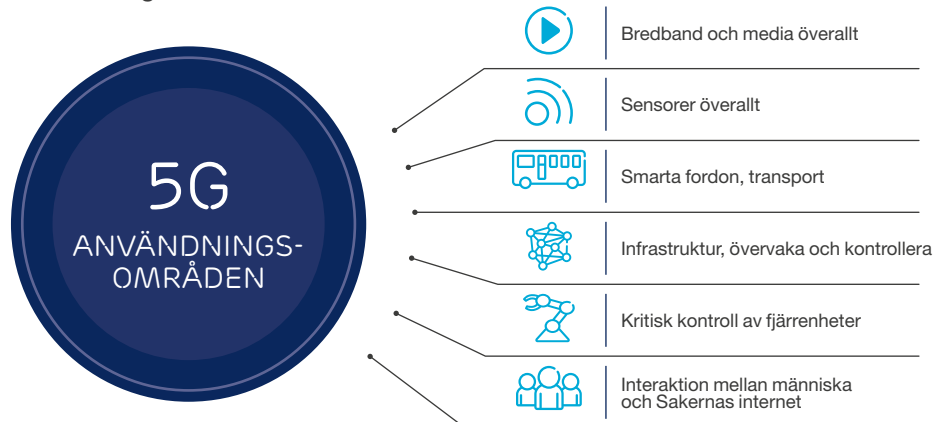 5G
ANVÄNDNINGS-
OMRÅDEN
Bredband och media överallt
Sensorer överallt
Smarta fordon, transport
Infrastruktur, övervaka och kontrollera
Kritisk kontroll av fjärrenheter
Interaktion mellan människa
och Sakernas internet